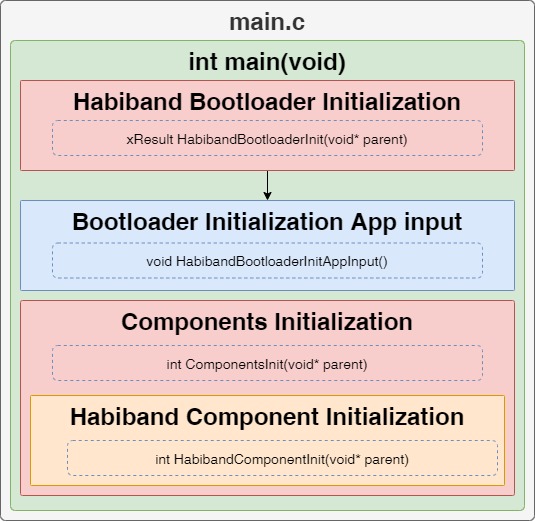 main.c
int main(void)
Habiband Bootloader Initialization
xResult HabibandBootloaderInit(void* parent)
Bootloader Initialization App input
void HabibandBootloaderInitAppInput()
Components Initialization
int ComponentsInit(void* parent)
Habiband Component Initialization
int HabibandComponentInit(void* parent)